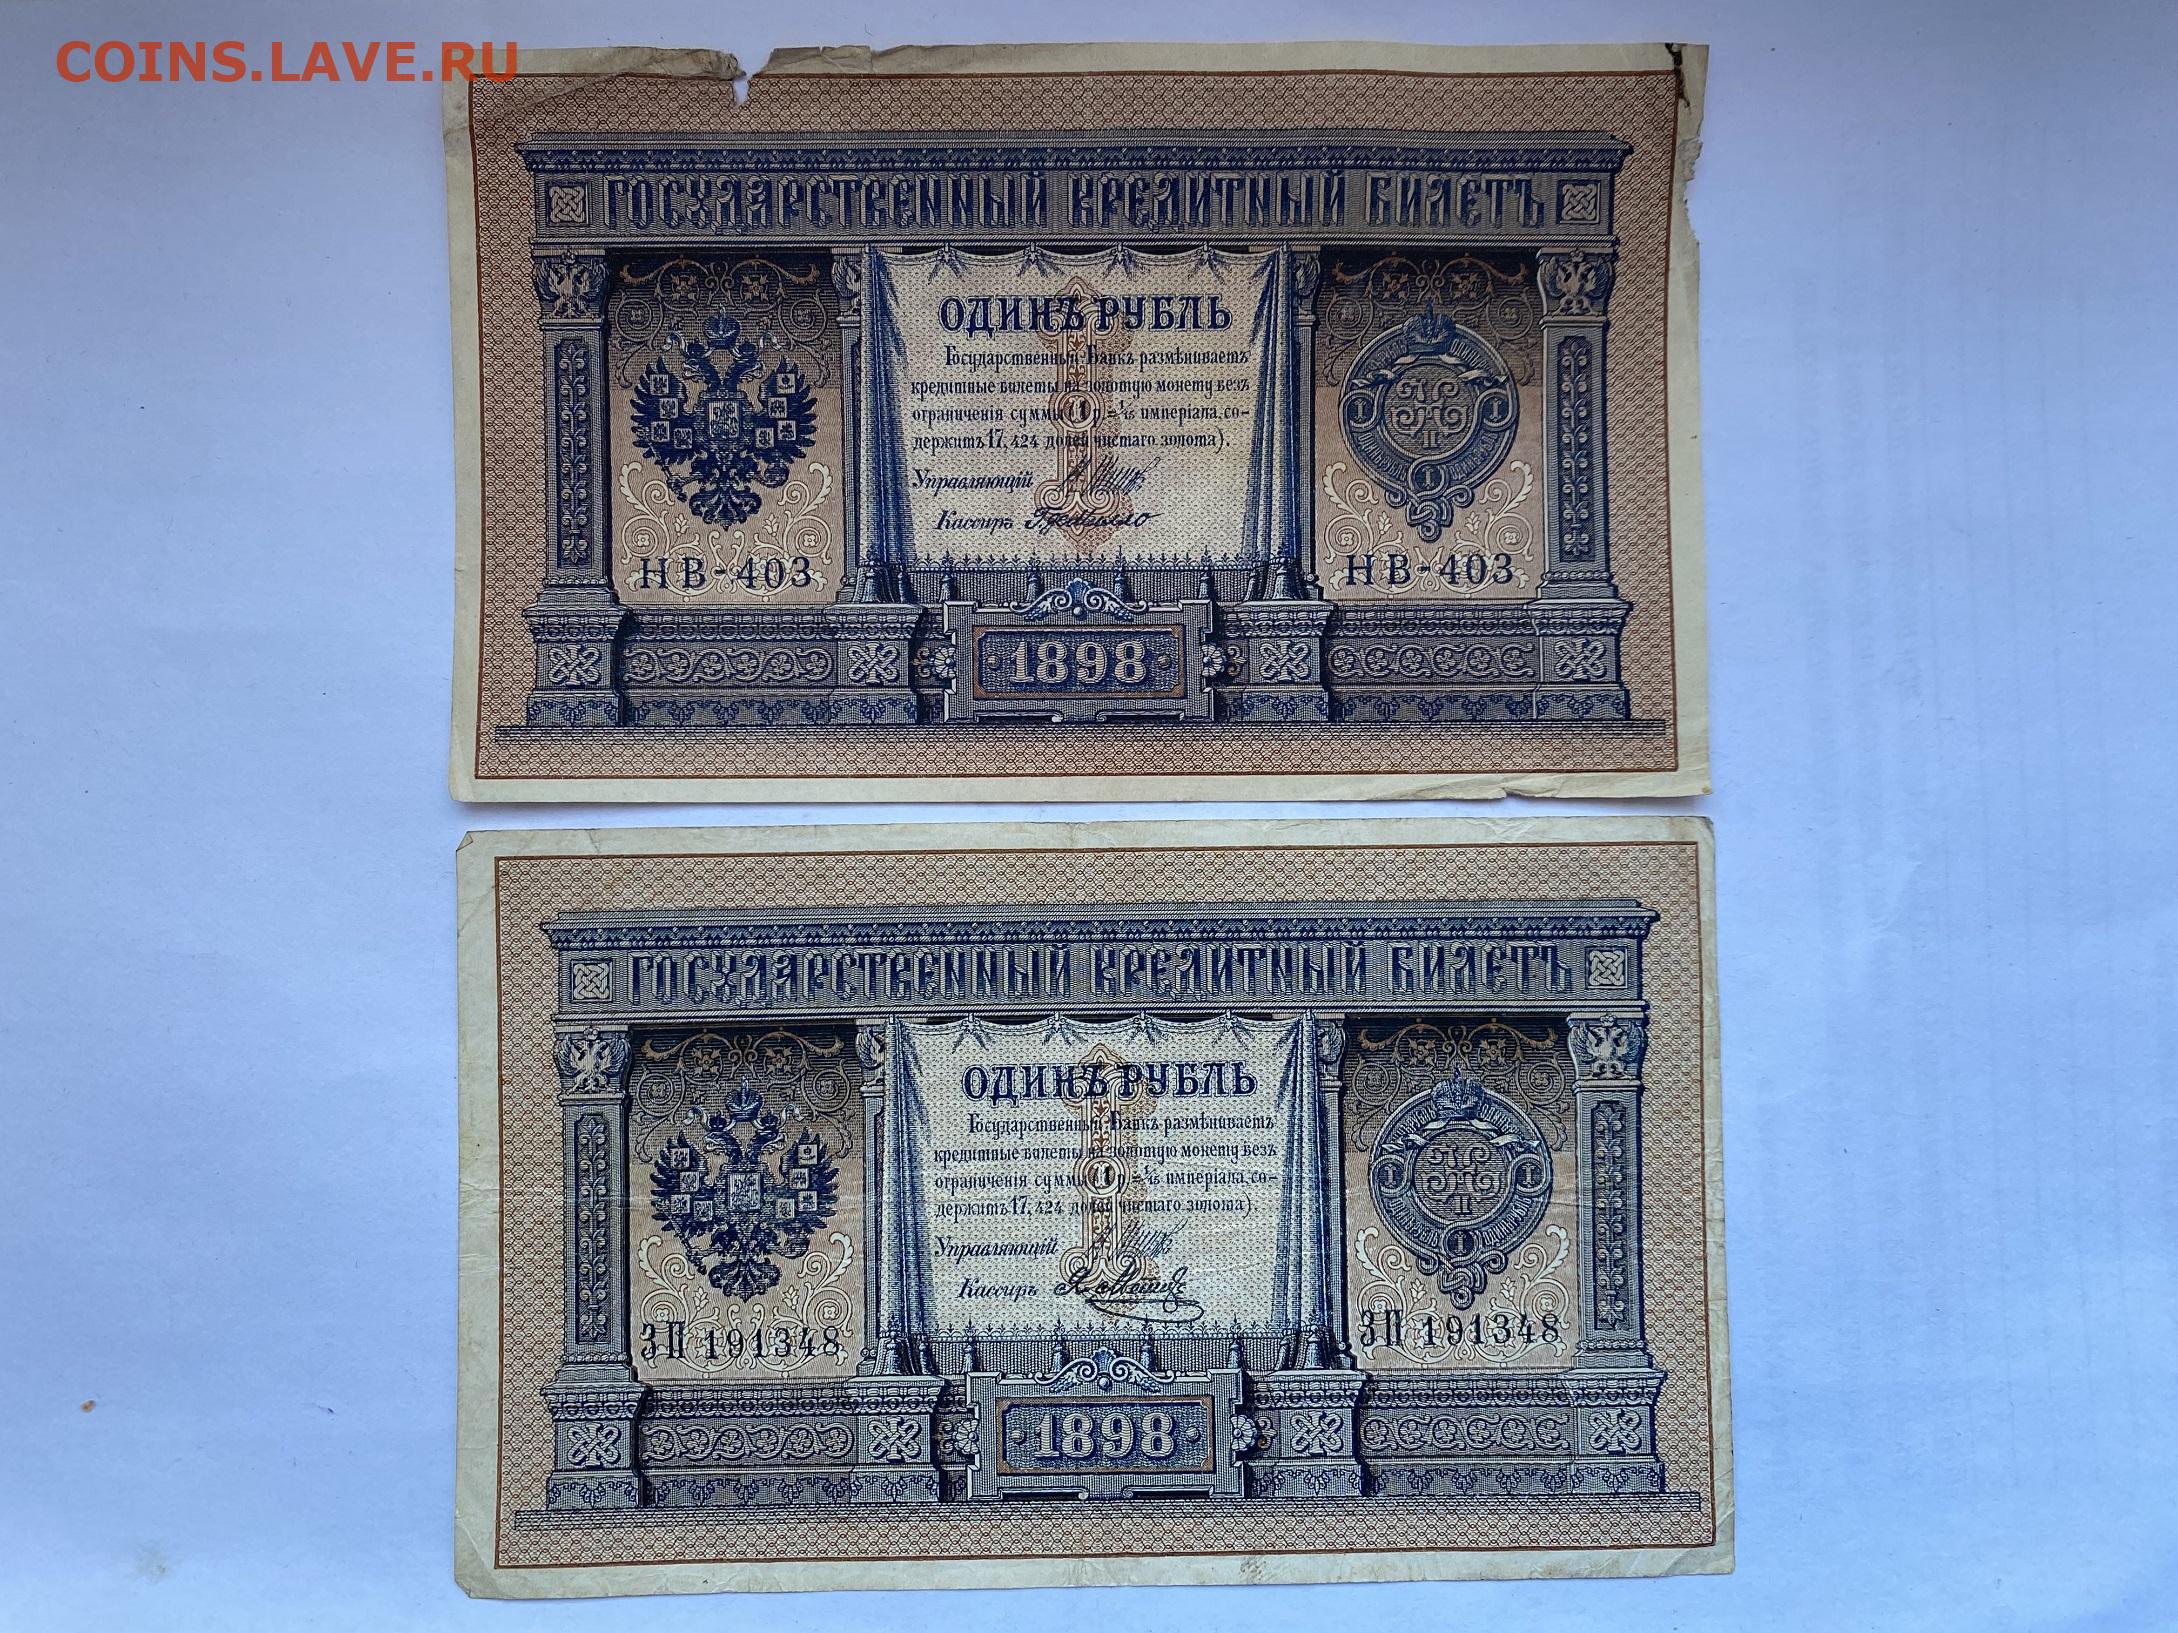 COINS.LAVE.RU
ГОСУДАРСТВЕННЫЙ КРЕДИТНЫЙ БИЛЕТЪ
ОДИНЪ РУБЛЬ
Государственный Банкъ размѣниваетъ
кредитные билеты на золотую монету безъ
ограниченія суммы (1 р. = 1/15 имперіала, со-
держитъ 17,424 долей чистаго золота).
Управляющій
Кассиръ
НВ-403 НВ-403
1898
ГОСУДАРСТВЕННЫЙ КРЕДИТНЫЙ БИЛЕТЪ
ОДИНЪ РУБЛЬ
Государственный Банкъ размѣниваетъ
кредитные билеты на золотую монету безъ
ограниченія суммы (1 р. = 1/15 имперіала, со-
держитъ 17,424 долей чистаго золота).
Управляющій
Кассиръ
ЗП 191348 ЗП 191348
1898